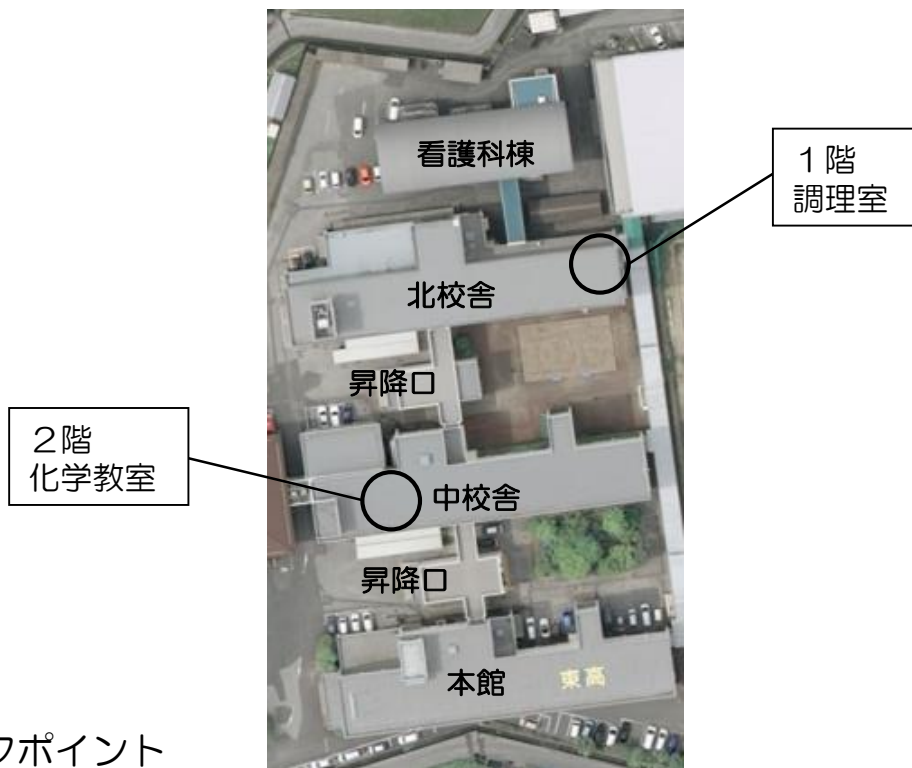 看護科棟
１階
調理室
北校舎
昇降口
２階
化学教室
中校舎
昇降口
本館
東高
クポイント